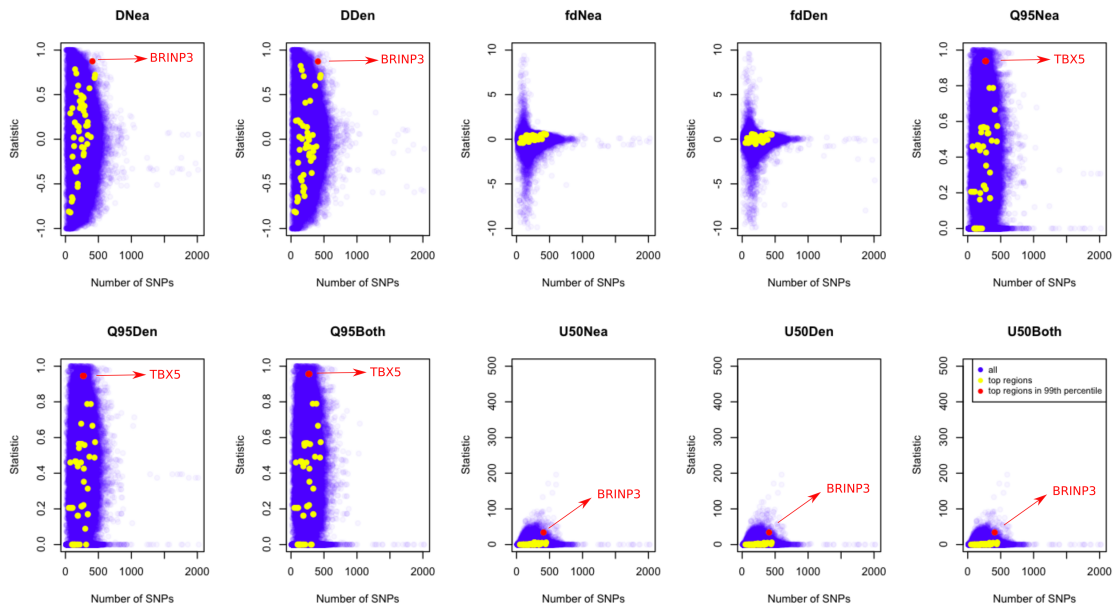 DNea
DDen
fdNea
fdDen
Q95Nea
Statistic
-1.0 -0.5 0.0 0.5 1.0
BRINP3
0 500 1000 2000
Number of SNPs
Statistic
-1.0 -0.5 0.0 0.5 1.0
BRINP3
0 500 1000 2000
Number of SNPs
Statistic
-10 -5 0 5 10
0 500 1000 2000
Number of SNPs
Statistic
-10 -5 0 5 10
0 500 1000 2000
Number of SNPs
Statistic
0.0 0.2 0.4 0.6 0.8 1.0
TBX5
0 500 1000 2000
Number of SNPs
Q95Den
Q95Both
U50Nea
U50Den
U50Both
Statistic
0.0 0.2 0.4 0.6 0.8 1.0
TBX5
0 500 1000 2000
Number of SNPs
Statistic
0.0 0.2 0.4 0.6 0.8 1.0
TBX5
0 500 1000 2000
Number of SNPs
Statistic
0 100 200 300 400 500
BRINP3
0 500 1000 2000
Number of SNPs
Statistic
0 100 200 300 400 500
BRINP3
0 500 1000 2000
Number of SNPs
Statistic
0 100 200 300 400 500
all
top regions
top regions in 99th percentile
BRINP3
0 500 1000 2000
Number of SNPs